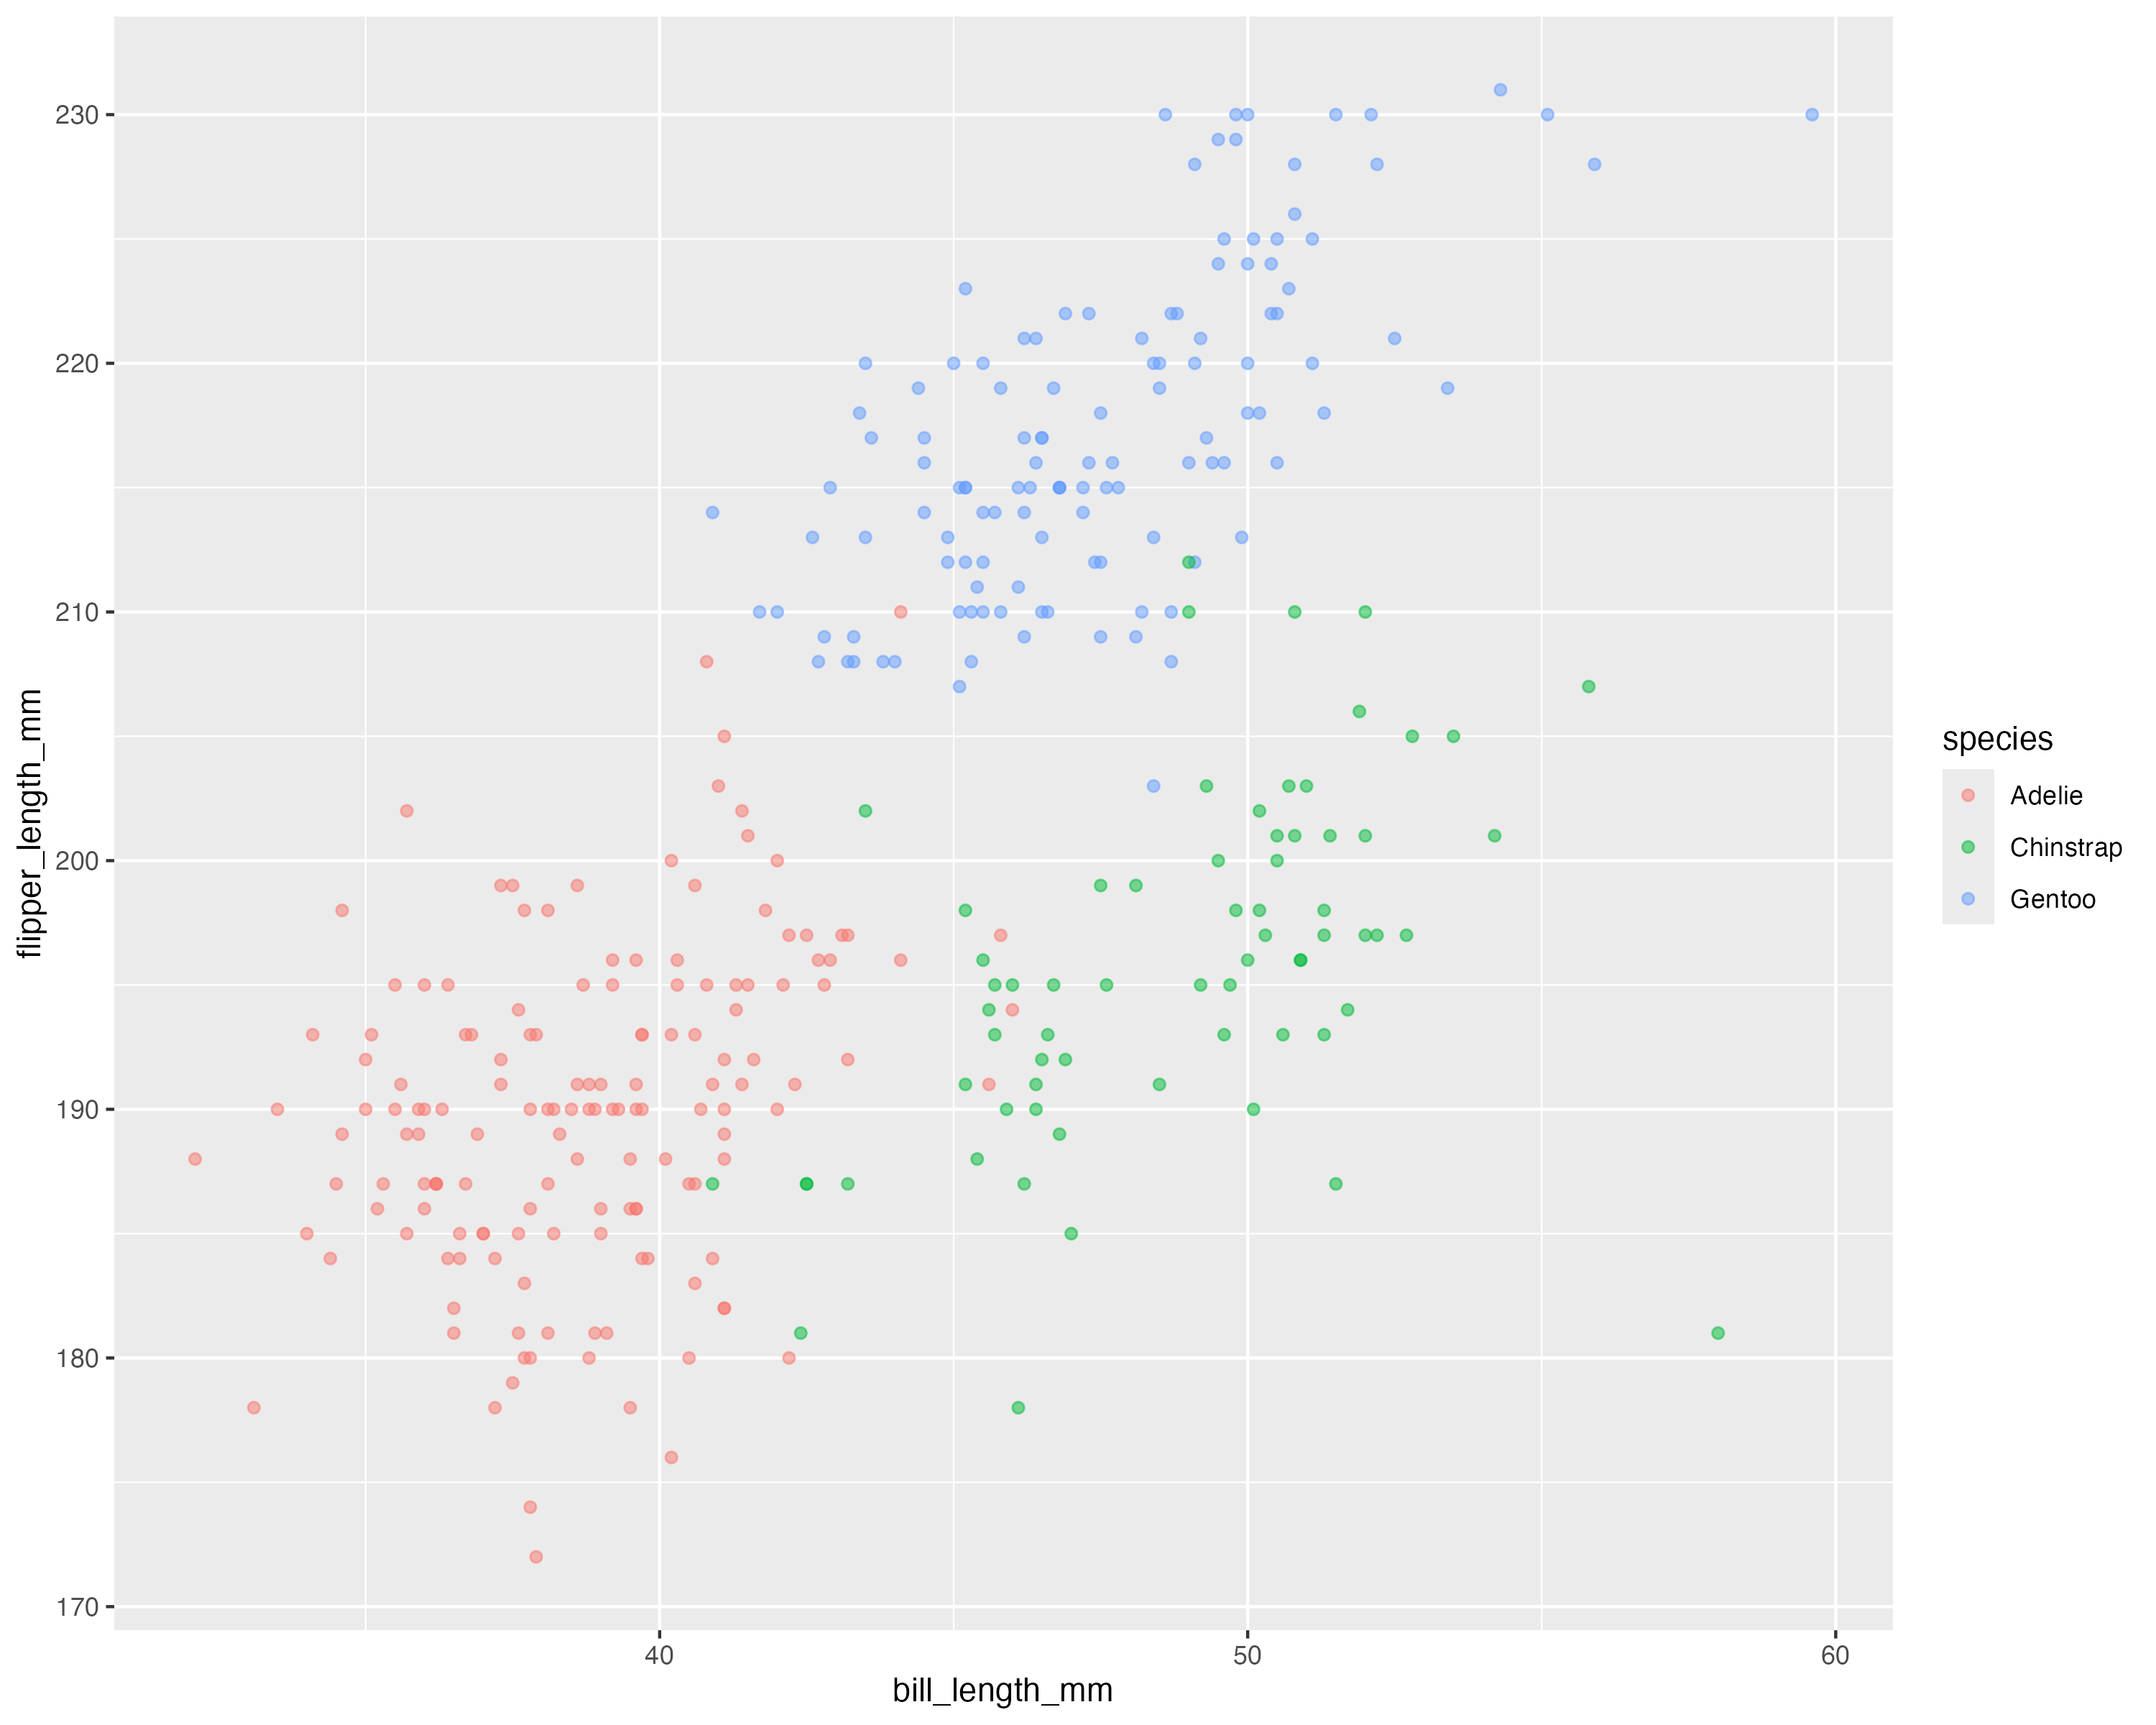 230
220
210
200
190
180
170
flipper_length_mm
40 50 60
bill_length_mm
species
Adelie
Chinstrap
Gentoo